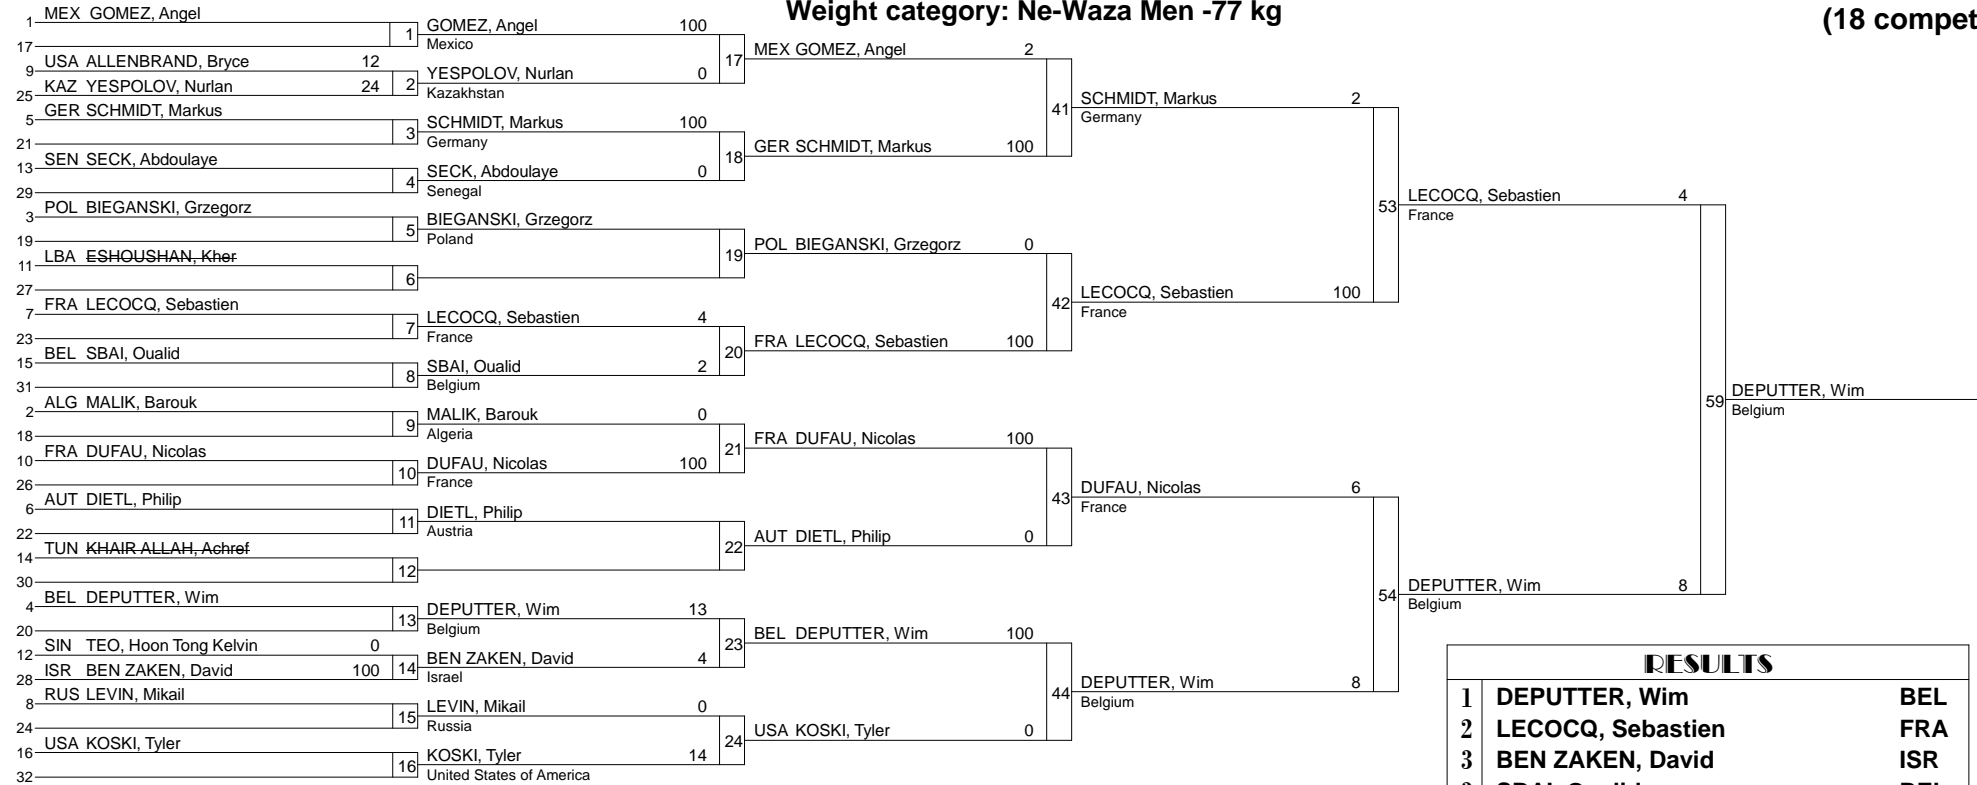 Weight category: Ne-Waza Men -77 kg
(18 compet
1 MEX GOMEZ, Angel
17
1
9 USA ALLENBRAND, Bryce 12
25 KAZ YESPOLOV, Nurlan 24
2
5 GER SCHMIDT, Markus
21
3
13 SEN SECK, Abdoulaye
29
4
3 POL BIEGANSKI, Grzegorz
19
5
11 LBA ESHOUSHAN, Kher
27
6
7 FRA LECOCQ, Sebastien
23
7
15 BEL SBAI, Oualid
31
8
2 ALG MALIK, Barouk
18
9
10 FRA DUFAU, Nicolas
26
10
6 AUT DIETL, Philip
22
11
14 TUN KHAIR ALLAH, Achref
30
12
4 BEL DEPUTTER, Wim
20
13
12 SIN TEO, Hoon Tong Kelvin 0
28 ISR BEN ZAKEN, David 100
14
8 RUS LEVIN, Mikail
24
15
16 USA KOSKI, Tyler
32
16
GOMEZ, Angel 100
Mexico
17
YESPOLOV, Nurlan 0
Kazakhstan
SCHMIDT, Markus 100
Germany
18
SECK, Abdoulaye 0
Senegal
BIEGANSKI, Grzegorz
Poland
19
LECOCQ, Sebastien 4
France
20
SBAI, Oualid 2
Belgium
MALIK, Barouk 0
Algeria
21
DUFAU, Nicolas 100
France
DIETL, Philip
Austria
22
DEPUTTER, Wim 13
Belgium
23
BEN ZAKEN, David 4
Israel
LEVIN, Mikail 0
Russia
24
KOSKI, Tyler 14
United States of America
MEX GOMEZ, Angel 2
41
GER SCHMIDT, Markus 100
POL BIEGANSKI, Grzegorz 0
42
FRA LECOCQ, Sebastien 100
FRA DUFAU, Nicolas 100
43
AUT DIETL, Philip 0
BEL DEPUTTER, Wim 100
44
USA KOSKI, Tyler 0
SCHMIDT, Markus 2
Germany
53
LECOCQ, Sebastien 100
France
DUFAU, Nicolas 6
France
54
DEPUTTER, Wim 8
Belgium
LECOCQ, Sebastien 4
France
59
DEPUTTER, Wim 8
Belgium
DEPUTTER, Wim
Belgium
RESULTS
1 DEPUTTER, Wim BEL
2 LECOCQ, Sebastien FRA
3 BEN ZAKEN, David ISR